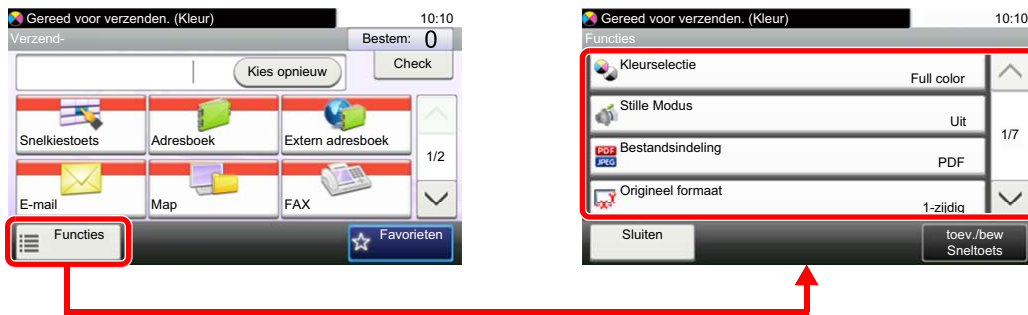 Gereed voor verzenden. (Kleur) 10:10
Verzend- Bestem: 0
Kies opnieuw Check
Snelkiestoets Adresboek Extern adresboek
1/2
E-mail Map FAX
Functies Favorieten
Gereed voor verzenden. (Kleur) 10:10
Functies
Kleurselectie
Full color
Stille Modus
Uit
1/7
PDF
JPEG
Bestandsindeling
PDF
Origineel formaat
1-zijdig
Sluiten
toev./bew
Sneltoets